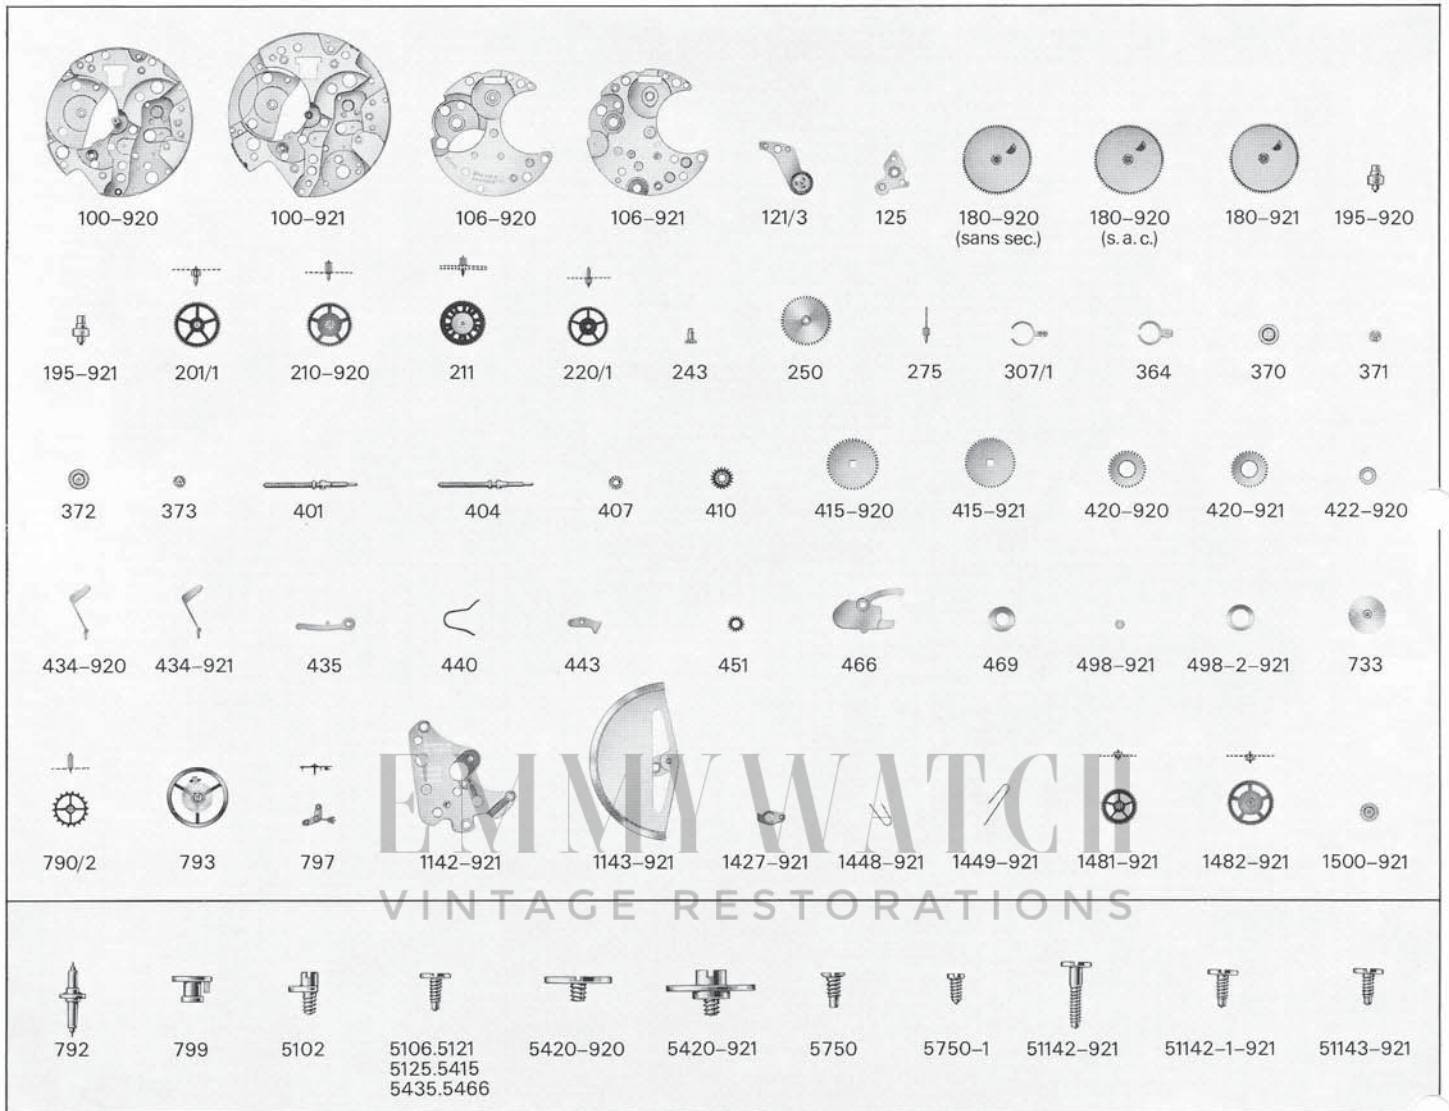 100–920 100–921 106–920 106–921 121/3 125 180–920 180–920 180–921 195–920
(sans sec.) (s. a. c.)
195–921 201/1 210–920 211 220/1 243 250 275 307/1 364 370 371
372 373 401 404 407 410 415–920 415–921 420–920 420–921 422–920
434–920 434–921 435 440 443 451 466 469 498–921 498–2–921 733
790/2 793 797 1142–921 1143–921 1427–921 1448–921 1449–921 1481–921 1482–921 1500–921
EMMYWATCH
VINTAGE RESTORATIONS
792 799 5102 5106.5121 5420–920 5420–921 5750 5750–1 51142–921 51142–1–921 51143–921
5125.5415
5435.5466